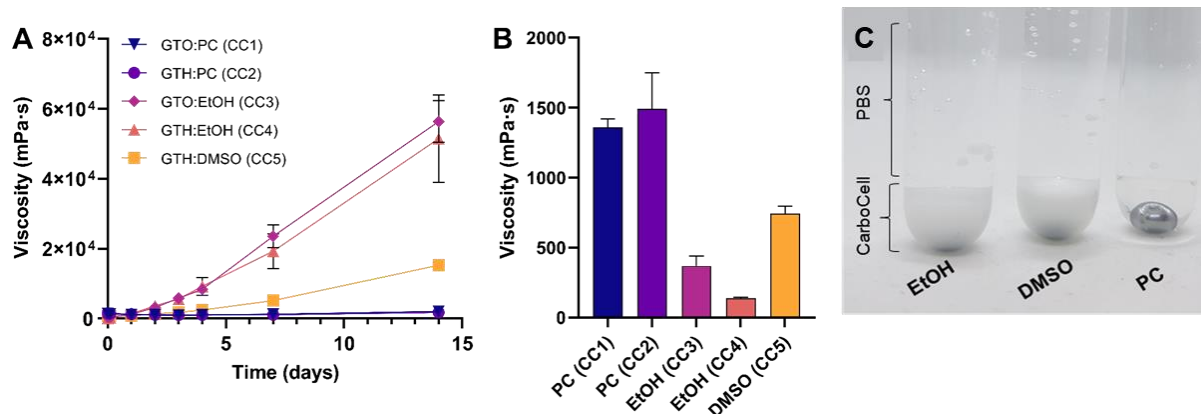 A
Viscosity (mPa·s)
8×10⁴
6×10⁴
4×10⁴
2×10⁴
0
0
5
10
15
Time (days)
GTO:PC (CC1)
GTH:PC (CC2)
GTO:EtOH (CC3)
GTH:EtOH (CC4)
GTH:DMSO (CC5)
B
Viscosity (mPa·s)
2000
1500
1000
500
0
PC (CC1)
PC (CC2)
EtOH (CC3)
EtOH (CC4)
DMSO (CC5)
C
PBS
CarboCell
EtOH
DMSO
PC